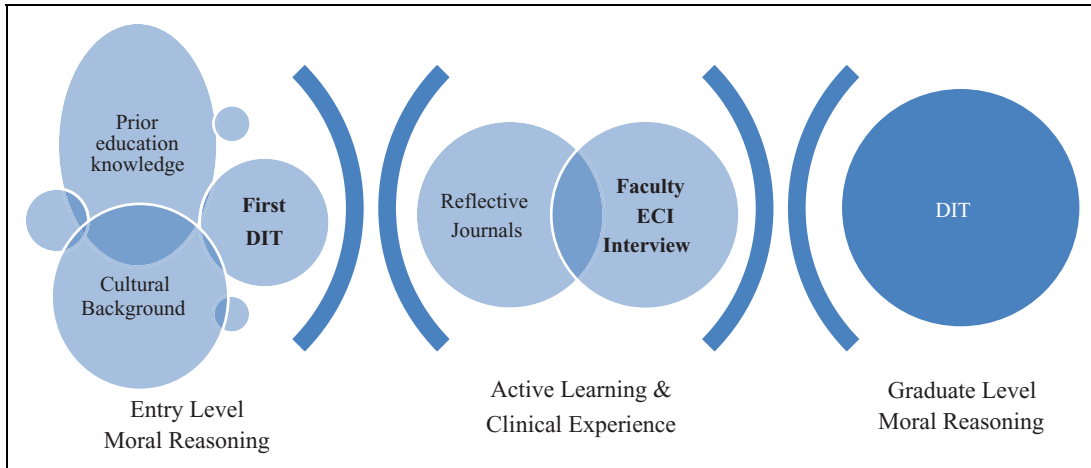 Prior
education
knowledge
First
DIT
Cultural
Background
Entry Level
Moral Reasoning
Reflective
Journals
Faculty
ECI
Interview
Active Learning &
Clinical Experience
DIT
Graduate Level
Moral Reasoning